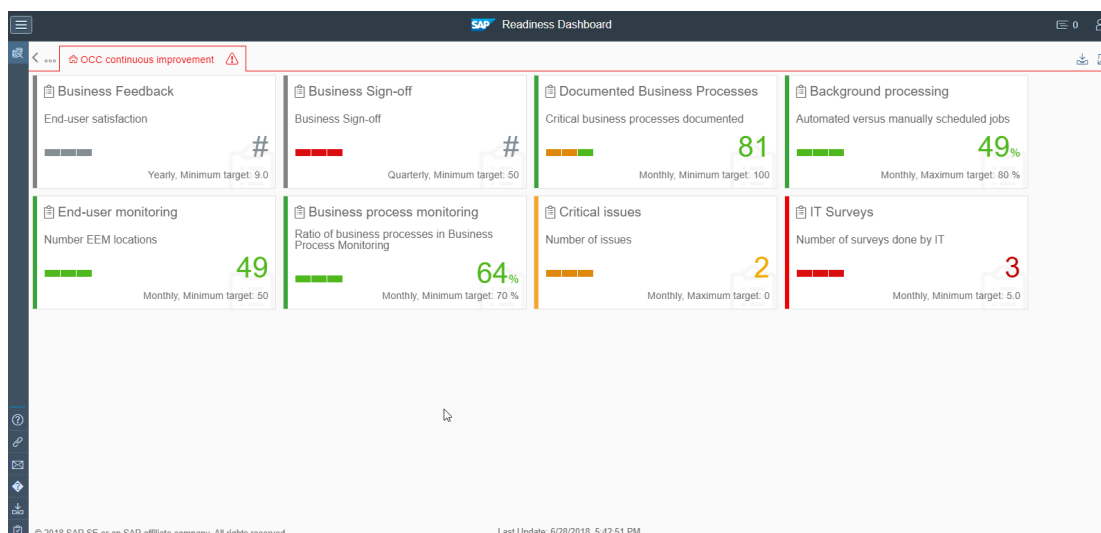 SAP Readiness Dashboard
0
OCC continuous improvement
Business Feedback
End-user satisfaction
#
Yearly, Minimum target: 9.0
Business Sign-off
Business Sign-off
#
Quarterly, Minimum target: 50
Documented Business Processes
Critical business processes documented
81
Monthly, Minimum target: 100
Background processing
Automated versus manually scheduled jobs
49%
Monthly, Maximum target: 80 %
End-user monitoring
Number EEM locations
49
Monthly, Minimum target: 50
Business process monitoring
Ratio of business processes in Business
Process Monitoring
64%
Monthly, Minimum target: 70 %
Critical issues
Number of issues
2
Monthly, Maximum target: 0
IT Surveys
Number of surveys done by IT
3
Monthly, Minimum target: 5.0
© 2018 SAP SE or an SAP affiliate company. All rights reserved.
Last Update: 6/28/2018, 5:42:51 PM